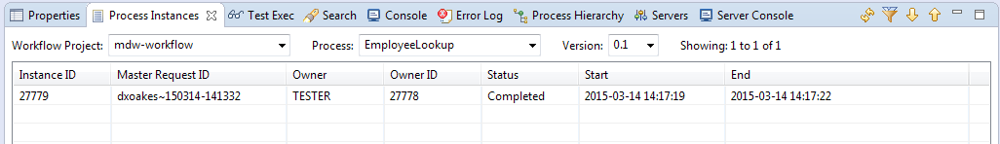 Properties Process Instances Test Exec Search Console Error Log Process Hierarchy Servers Server Console
Workflow Project: mdw-workflow Process: EmployeeLookup Version: 0.1 Showing: 1 to 1 of 1
Instance ID Master Request ID Owner Owner ID Status Start End
27779 dxoakes~150314-141332 TESTER 27778 Completed 2015-03-14 14:17:19 2015-03-14 14:17:22